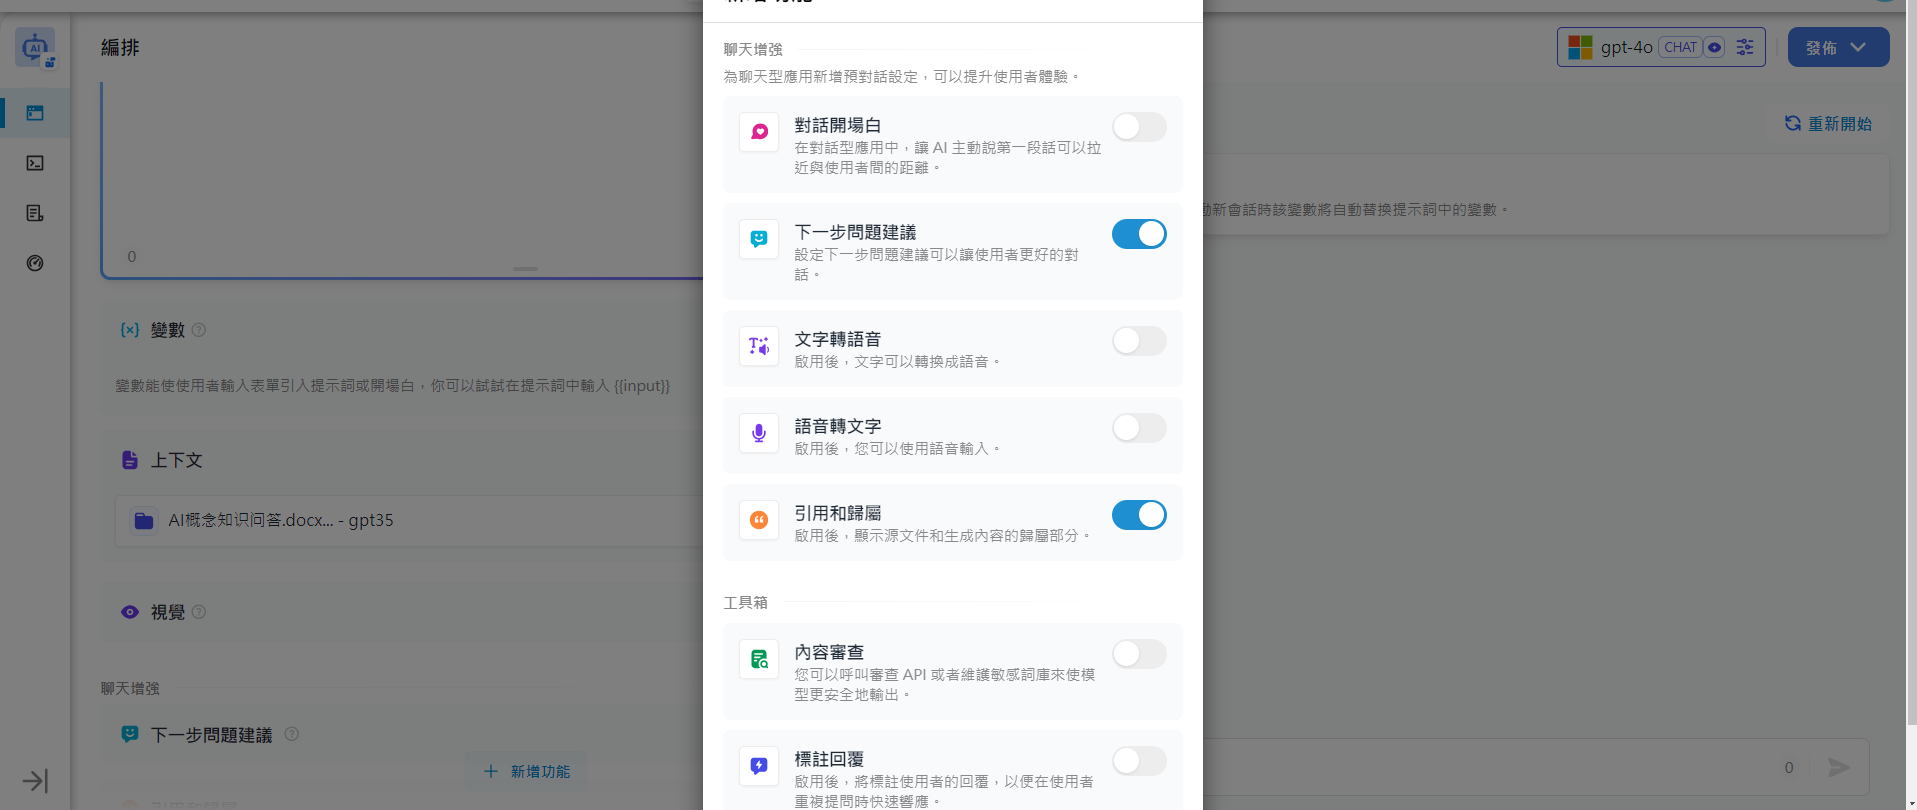 編排
gpt-4o
CHAT
發佈
重新開始
動新會話時該變數將自動替換提示詞中的變數。
0
變數
變數能使使用者輸入表單引入提示詞或開場白，你可以試試在提示詞中輸入 {{input}}
上下文
AI概念知识问答.docx... - gpt35
視覺
聊天增強
下一步問題建議
新增功能
引用和歸屬
新增功能
聊天增強
為聊天型應用新增預對話設定，可以提升使用者體驗。
對話開場白
在對話型應用中，讓 AI 主動說第一段話可以拉
近與使用者間的距離。
下一步問題建議
設定下一步問題建議可以讓使用者更好的對
話。
文字轉語音
啟用後，文字可以轉換成語音。
語音轉文字
啟用後，您可以使用語音輸入。
引用和歸屬
啟用後，顯示源文件和生成內容的歸屬部分。
工具箱
內容審查
您可以呼叫審查 API 或者維護敏感詞庫來使模
型更安全地輸出。
標註回覆
啟用後，將標註使用者的回覆，以便在使用者
重複提問時快速響應。
0